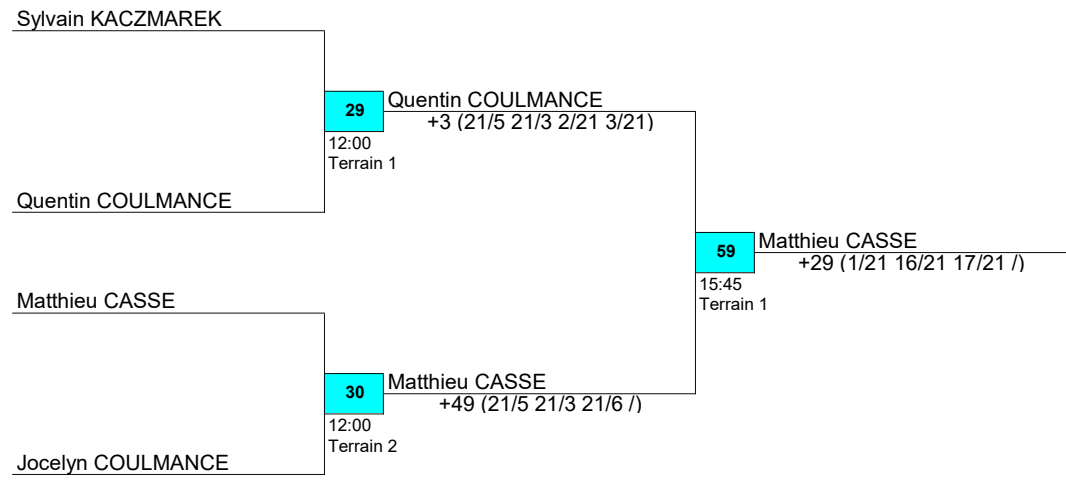 Sylvain KACZMAREK
29
Quentin COULMANCE
+3 (21/5 21/3 2/21 3/21)
12:00
Terrain 1
Quentin COULMANCE
59
Matthieu CASSE
+29 (1/21 16/21 17/21 /)
15:45
Terrain 1
Matthieu CASSE
30
Matthieu CASSE
+49 (21/5 21/3 21/6 /)
12:00
Terrain 2
Jocelyn COULMANCE